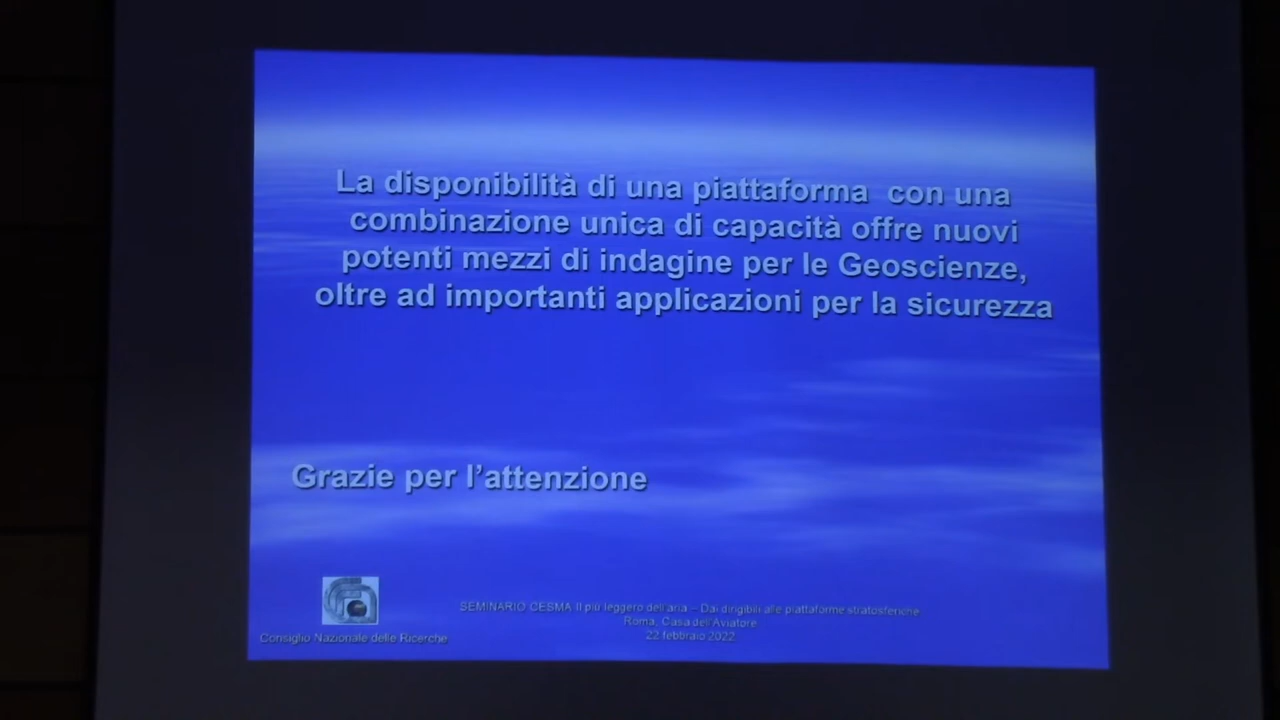 La disponibilità di una piattaforma con una
combinazione unica di capacità offre nuovi
potenti mezzi di indagine per le Geoscienze,
oltre ad importanti applicazioni per la sicurezza
Grazie per l'attenzione
SEMINARIO CESMA Il più leggero dell'aria – Dai dirigibili alle piattaforme stratosferiche
Roma, Casa dell'Aviatore
22 febbraio 2022
Consiglio Nazionale delle Ricerche